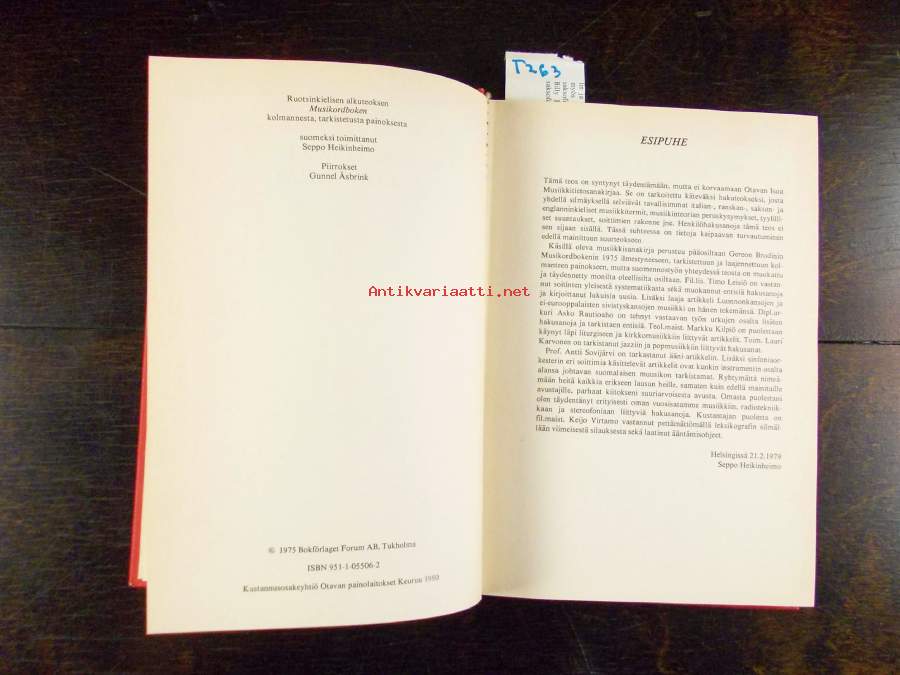 Ruotsinkielisen alkuteoksen
Musikordboken
kolmannesta, tarkistetusta painoksesta
suomeksi toimittanut
Seppo Heikinheimo
Piirrokset
Gunnel Åsbrink
© 1975 Bokförlaget Forum AB, Tukholma
ISBN 951-1-05506-2
Kustannusosakeyhtiö Otavan painolaitokset Keuruu 1980
T263
ESIPUHE
Tämä teos on syntynyt täydentämään, mutta ei korvaamaan Otavan Isoa
Musiikkitietosanakirjaa. Se on tarkoitettu käteväksi hakuteokseksi, josta
yhdellä silmäyksellä selviävät tavallisimmat italian-, ranskan-, saksan- ja
englanninkieliset musiikkitermit, musiikinteorian peruskysymykset, tyylilli-
set suuntaukset, soittimien rakenne jne. Henkilöhakusanoja tämä teos ei
sen sijaan sisällä. Tässä suhteessa on tietoja kaipaavan turvautuminen
edellä mainittuun suurteokseen.
Käsillä oleva musiikkisanakirja perustuu pääosiltaan Gereon Brodinin
Musikordbokenin 1975 ilmestyneeseen, tarkistettuun ja laajennettuun kol-
manteen painokseen, mutta suomennostyön yhteydessä teosta on muokattu
ja täydennetty monilta oleellisilta osiltaan. Fil.lis. Timo Leisiö on vastan-
nut soitinten yleisestä systematiikasta sekä muokannut entisiä hakusanoja
ja kirjoittanut lukuisia uusia. Lisäksi laaja artikkeli Luonnonkansojen ja
ei-eurooppalaisten sivistyskansojen musiikki on hänen tekemänsä. Dipl.ur-
kuri Asko Rautioaho on tehnyt vastaavan työn urkujen osalta lisäten
hakusanoja ja tarkistaen entisiä. Teol.maist. Markku Kilpiö on puolestaan
käynyt läpi liturgiseen ja kirkkomusiikkiin liittyvät artikkelit. Toim. Lauri
Karvonen on tarkistanut jazziin ja popmusiikkiin liittyvät hakusanat.
Prof. Antti Sovijärvi on tarkastanut ääni-artikkelin. Lisäksi sinfoniaor-
kesterin eri soittimia käsittelevät artikkelit ovat kunkin instrumentin osalta
alansa johtavan suomalaisen muusikon tarkistamat. Ryhtymättä nimeä-
mään heitä kaikkia erikseen lausun heille, samaten kuin edellä mainituille
avustajille, parhaat kiitokseni suuriarvoisesta avusta. Omasta puolestani
olen täydentänyt erityisesti oman vuosisatamme musiikkiin, radiotekniik-
kaan ja stereofoniaan liittyviä hakusanoja. Kustantajan puolesta on
fil.maist. Keijo Virtamo vastannut pettämättömällä leksikografin silmäl-
lään viimeisestä silauksesta sekä laatinut ääntämisohjeet.
Helsingissä 21.2.1979
Seppo Heikinheimo
Antikvariaatti.net